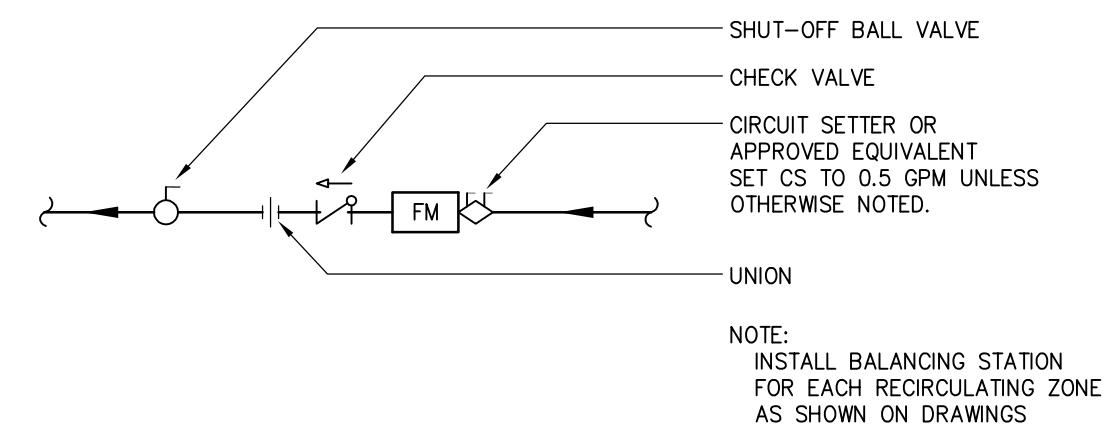 SHUT-OFF BALL VALVE
CHECK VALVE
CIRCUIT SETTER OR
APPROVED EQUIVALENT
SET CS TO 0.5 GPM UNLESS
OTHERWISE NOTED.
FM
UNION
NOTE:
INSTALL BALANCING STATION
FOR EACH RECIRCULATING ZONE
AS SHOWN ON DRAWINGS